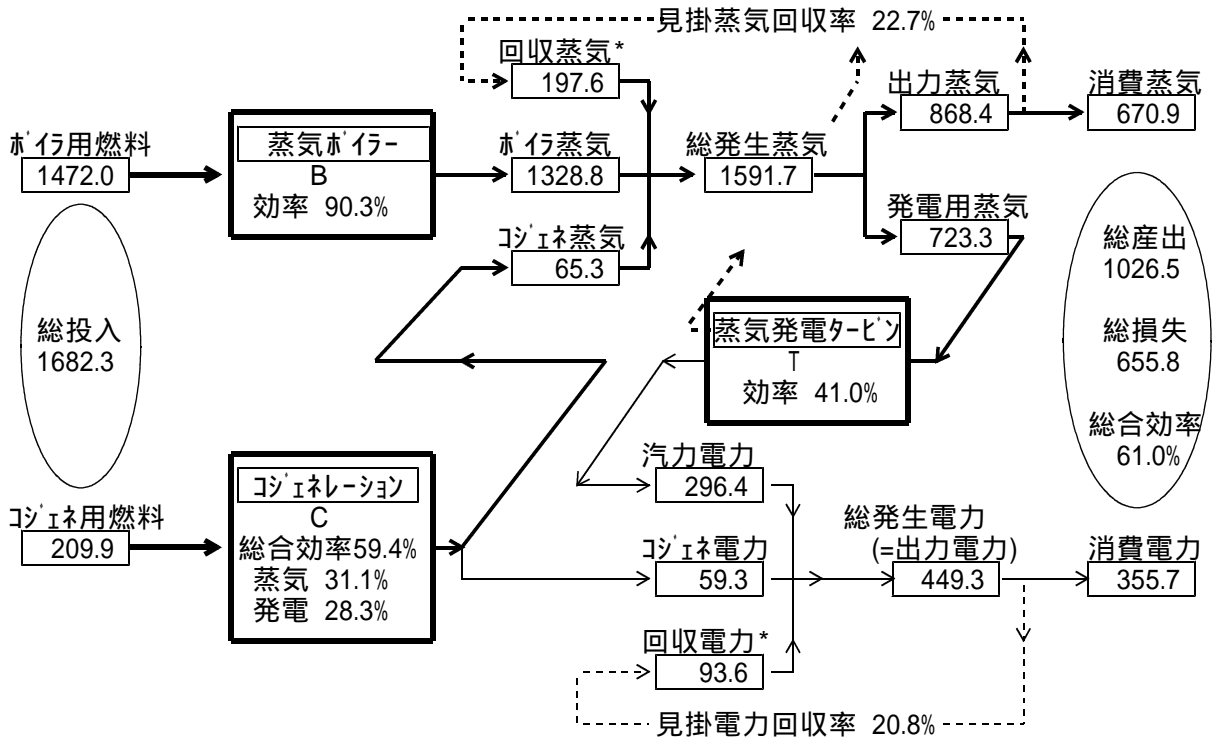 見掛蒸気回収率 22.7%
回収蒸気*
197.6
出力蒸気
868.4
消費蒸気
670.9
ﾎﾞｲﾗ用燃料
1472.0
蒸気ﾎﾞｲﾗー
B
効率 90.3%
ﾎﾞｲﾗ蒸気
1328.8
総発生蒸気
1591.7
発電用蒸気
723.3
ｺｼﾞｪﾈ蒸気
65.3
総投入
1682.3
蒸気発電ﾀｰﾋﾞﾝ
T
効率 41.0%
総産出
1026.5
総損失
655.8
総合効率
61.0%
ｺｼﾞｪﾈ用燃料
209.9
ｺｼﾞｪﾈﾚｰｼｮﾝ
C
総合効率59.4%
蒸気 31.1%
発電 28.3%
汽力電力
296.4
ｺｼﾞｪﾈ電力
59.3
総発生電力
(=出力電力)
449.3
消費電力
355.7
回収電力*
93.6
見掛電力回収率 20.8%